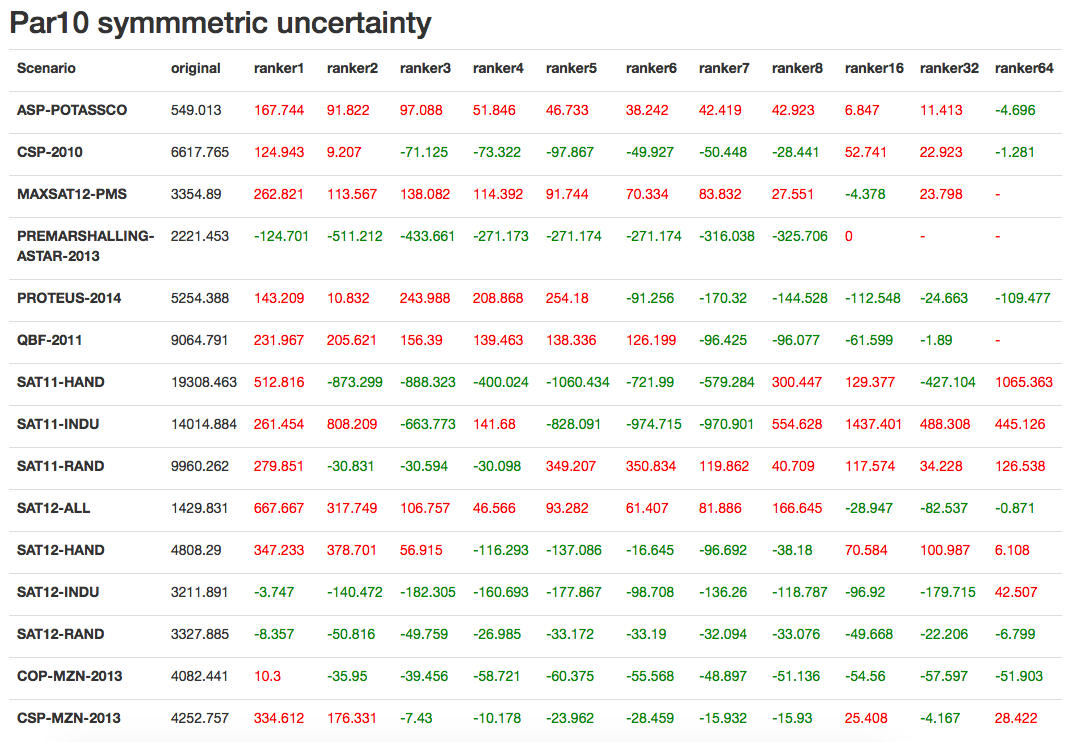 Par10 symmmetric uncertainty
Scenario original ranker1 ranker2 ranker3 ranker4 ranker5 ranker6 ranker7 ranker8 ranker16 ranker32 ranker64
ASP-POTASSCO 549.013 167.744 91.822 97.088 51.846 46.733 38.242 42.419 42.923 6.847 11.413 -4.696
CSP-2010 6617.765 124.943 9.207 -71.125 -73.322 -97.867 -49.927 -50.448 -28.441 52.741 22.923 -1.281
MAXSAT12-PMS 3354.89 262.821 113.567 138.082 114.392 91.744 70.334 83.832 27.551 -4.378 23.798 -
PREMARSHALLING- 2221.453 -124.701 -511.212 -433.661 -271.173 -271.174 -271.174 -316.038 -325.706 0 - -
ASTAR-2013
PROTEUS-2014 5254.388 143.209 10.832 243.988 208.868 254.18 -91.256 -170.32 -144.528 -112.548 -24.663 -109.477
QBF-2011 9064.791 231.967 205.621 156.39 139.463 138.336 126.199 -96.425 -96.077 -61.599 -1.89 -
SAT11-HAND 19308.463 512.816 -873.299 -888.323 -400.024 -1060.434 -721.99 -579.284 300.447 129.377 -427.104 1065.363
SAT11-INDU 14014.884 261.454 808.209 -663.773 141.68 -828.091 -974.715 -970.901 554.628 1437.401 488.308 445.126
SAT11-RAND 9960.262 279.851 -30.831 -30.594 -30.098 349.207 350.834 119.862 40.709 117.574 34.228 126.538
SAT12-ALL 1429.831 667.667 317.749 106.757 46.566 93.282 61.407 81.886 166.645 -28.947 -82.537 -0.871
SAT12-HAND 4808.29 347.233 378.701 56.915 -116.293 -137.086 -16.645 -96.692 -38.18 70.584 100.987 6.108
SAT12-INDU 3211.891 -3.747 -140.472 -182.305 -160.693 -177.867 -98.708 -136.26 -118.787 -96.92 -179.715 42.507
SAT12-RAND 3327.885 -8.357 -50.816 -49.759 -26.985 -33.172 -33.19 -32.094 -33.076 -49.668 -22.206 -6.799
COP-MZN-2013 4082.441 10.3 -35.95 -39.456 -58.721 -60.375 -55.568 -48.897 -51.136 -54.56 -57.597 -51.903
CSP-MZN-2013 4252.757 334.612 176.331 -7.43 -10.178 -23.962 -28.459 -15.932 -15.93 25.408 -4.167 28.422